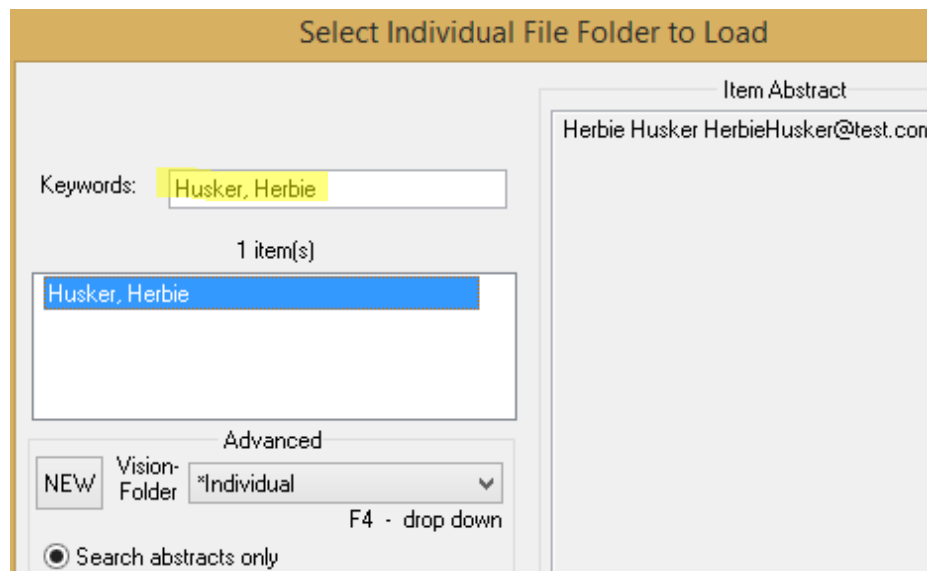 Select Individual File Folder to Load
Item Abstract
Herbie Husker HerbieHusker@test.com
Keywords: Husker, Herbie
1 item(s)
Husker, Herbie
Advanced
NEW Vision-
Folder *Individual
F4 - drop down
Search abstracts only